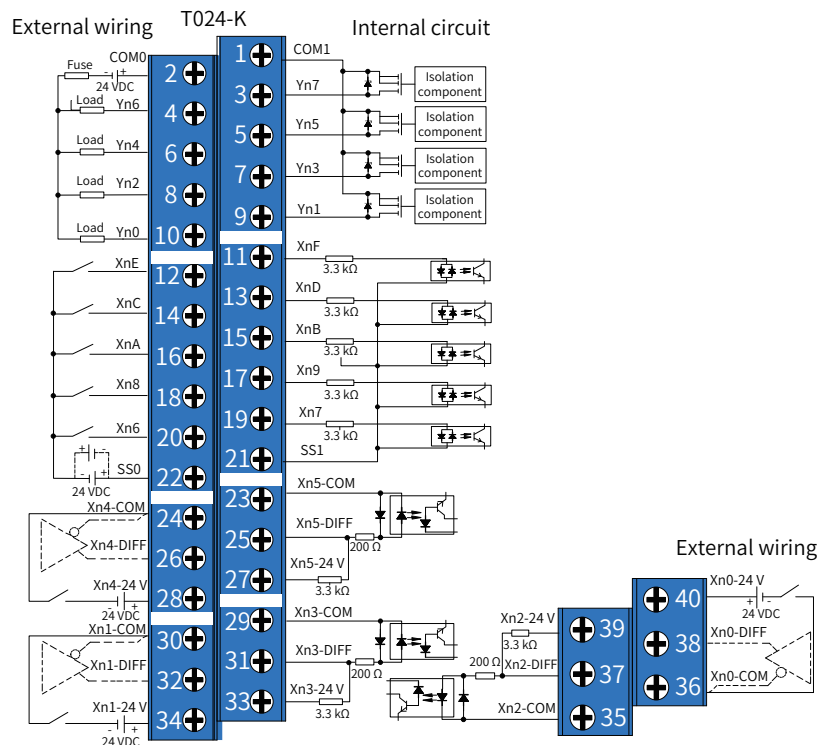 External wiring
T024-K
Internal circuit
Fuse
COM0
- +
24 VDC
2
Load
Yn6
4
Load
Yn4
6
Load
Yn2
8
Load
Yn0
10
XnE
12
XnC
14
XnA
16
Xn8
18
Xn6
20
+ -
- +
SS0
24 VDC
22
Xn4-COM
24
Xn4-DIFF
26
Xn4-24 V
- +
24 VDC
28
Xn1-COM
30
Xn1-DIFF
32
Xn1-24 V
- +
24 VDC
34
1
COM1
Isolation
component
3
Yn7
Isolation
component
5
Yn5
Isolation
component
7
Yn3
Isolation
component
9
Yn1
11
XnF
3.3 kΩ
13
XnD
3.3 kΩ
15
XnB
3.3 kΩ
17
Xn9
3.3 kΩ
19
Xn7
3.3 kΩ
21
SS1
23
Xn5-COM
25
Xn5-DIFF
200 Ω
27
Xn5-24 V
3.3 kΩ
29
Xn3-COM
31
Xn3-DIFF
200 Ω
33
Xn3-24 V
3.3 kΩ
External wiring
Xn2-24 V
3.3 kΩ
39
200 Ω
Xn2-DIFF
37
Xn2-COM
35
40
Xn0-24 V
+ -
24 VDC
38
Xn0-DIFF
36
Xn0-COM